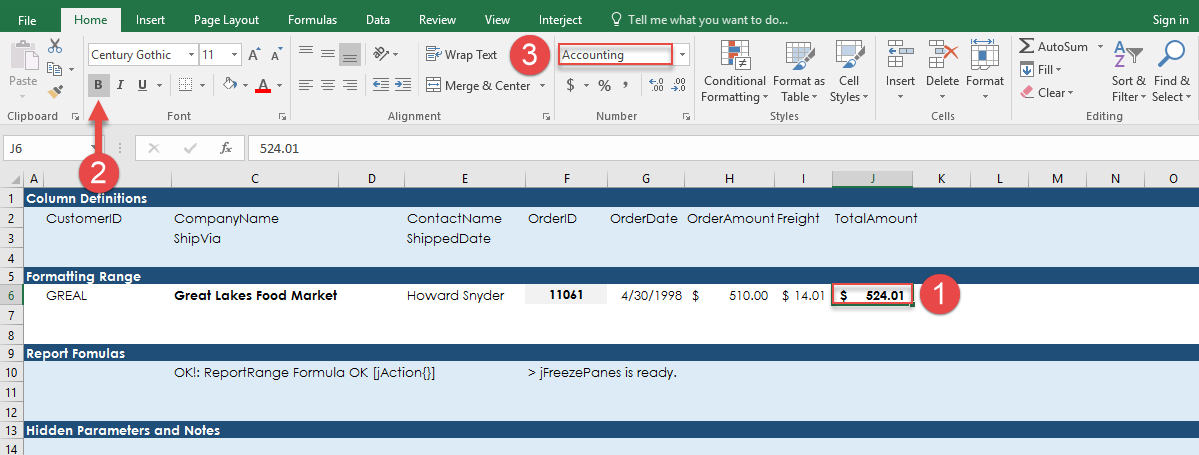 File Home Insert Page Layout Formulas Data Review View Interject Tell me what you want to do... Sign in
Paste Century Gothic 11 Wrap Text 3 Accounting Conditional Formatting Format as Table Cell Styles Insert Delete Format AutoSum Fill Clear Sort & Filter Find & Select
B I U A Merge & Center $ % , .00 .0
Clipboard Font Alignment Number Styles Cells Editing
J6 2 fx 524.01
A C D E F G H I J K L M N O
1 Column Definitions
2 CustomerID CompanyName ContactName OrderID OrderDate OrderAmount Freight TotalAmount
3 ShipVia ShippedDate
4
5 Formatting Range
6 GREAL Great Lakes Food Market Howard Snyder 11061 4/30/1998 $ 510.00 $ 14.01 $ 524.01 1
7
8
9 Report Fomulas
10 OK!: ReportRange Formula OK [jAction{}] > jFreezePanes is ready.
11
12
13 Hidden Parameters and Notes
14